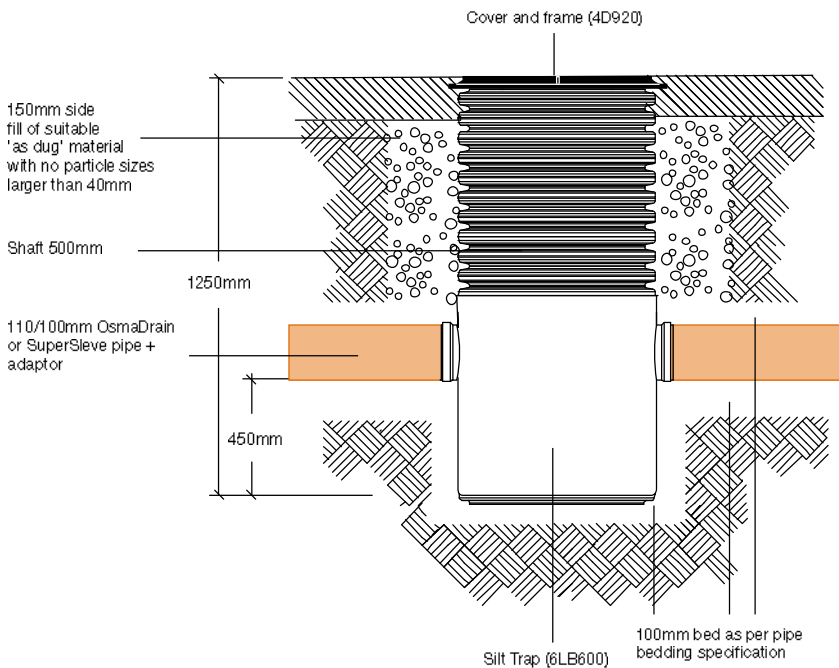 Cover and frame (4D920)
150mm side
fill of suitable
'as dug' material
with no particle sizes
larger than 40mm
Shaft 500mm
1250mm
110/100mm OsmaDrain
or SuperSleve pipe +
adaptor
450mm
100mm bed as per pipe
bedding specification
Silt Trap (6LB600)